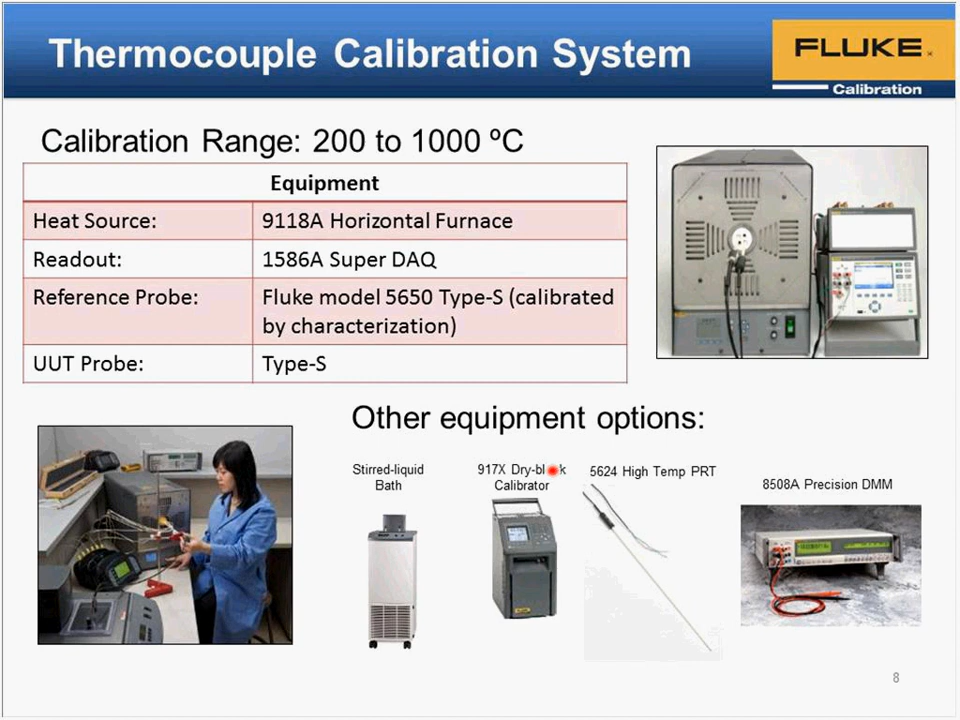 Thermocouple Calibration System
FLUKE
Calibration
Calibration Range: 200 to 1000 ºC
Equipment
Heat Source: 9118A Horizontal Furnace
Readout: 1586A Super DAQ
Reference Probe: Fluke model 5650 Type-S (calibrated
by characterization)
UUT Probe: Type-S
Other equipment options:
Stirred-liquid
Bath
917X
Calibrator
5624 High Temp PRT
8508A Precision DMM
8